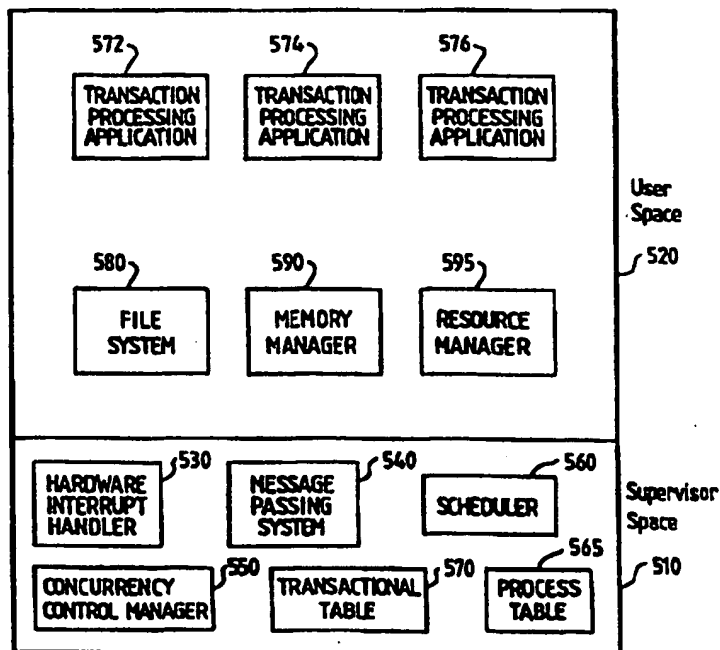 572
574
576
TRANSACTION
PROCESSING
APPLICATION
TRANSACTION
PROCESSING
APPLICATION
TRANSACTION
PROCESSING
APPLICATION
User
Space
520
580
590
595
FILE
SYSTEM
MEMORY
MANAGER
RESOURCE
MANAGER
530
540
560
HARDWARE
INTERRUPT
HANDLER
MESSAGE
PASSING
SYSTEM
SCHEDULER
Supervisor
Space
510
550
570
565
CONCURRENCY
CONTROL MANAGER
TRANSACTIONAL
TABLE
PROCESS
TABLE